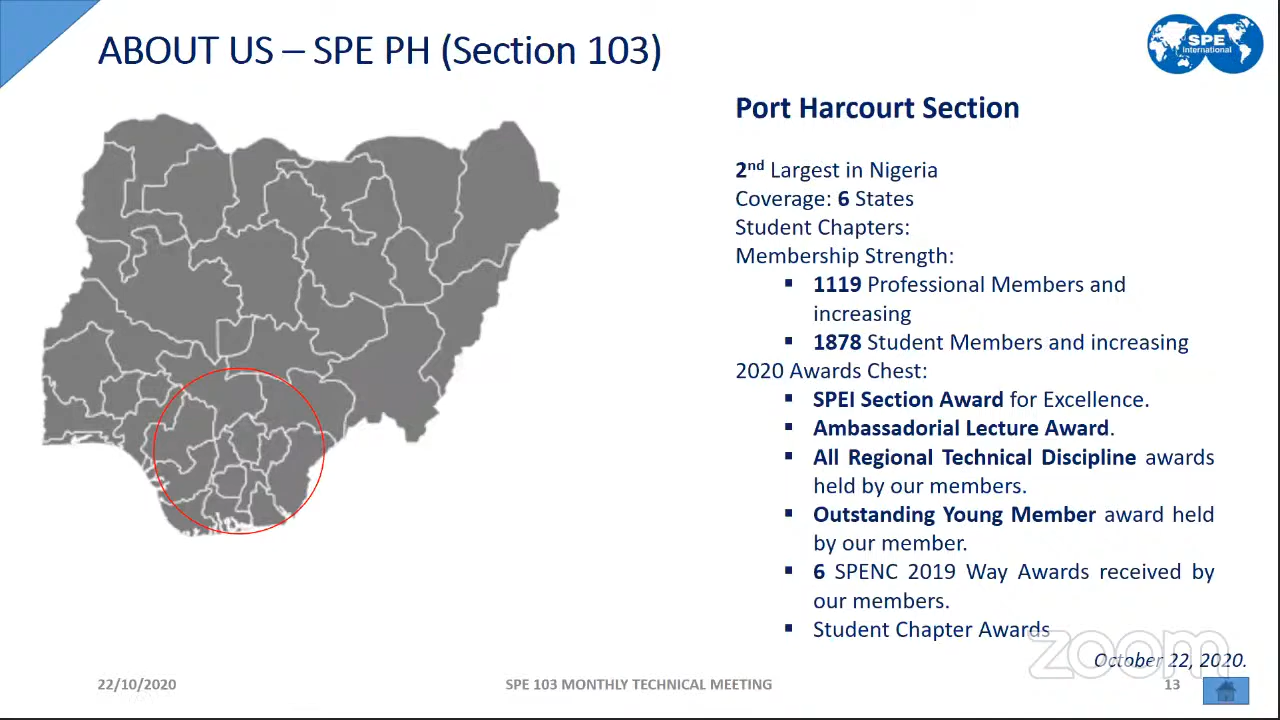 ABOUT US – SPE PH (Section 103)
SPE
International
Port Harcourt Section
2nd Largest in Nigeria
Coverage: 6 States
Student Chapters:
Membership Strength:
▪ 1119 Professional Members and
increasing
▪ 1878 Student Members and increasing
2020 Awards Chest:
▪ SPEI Section Award for Excellence.
▪ Ambassadorial Lecture Award.
▪ All Regional Technical Discipline awards
held by our members.
▪ Outstanding Young Member award held
by our member.
▪ 6 SPENC 2019 Way Awards received by
our members.
▪ Student Chapter Awards
zoom
October 22, 2020.
22/10/2020
SPE 103 MONTHLY TECHNICAL MEETING
13